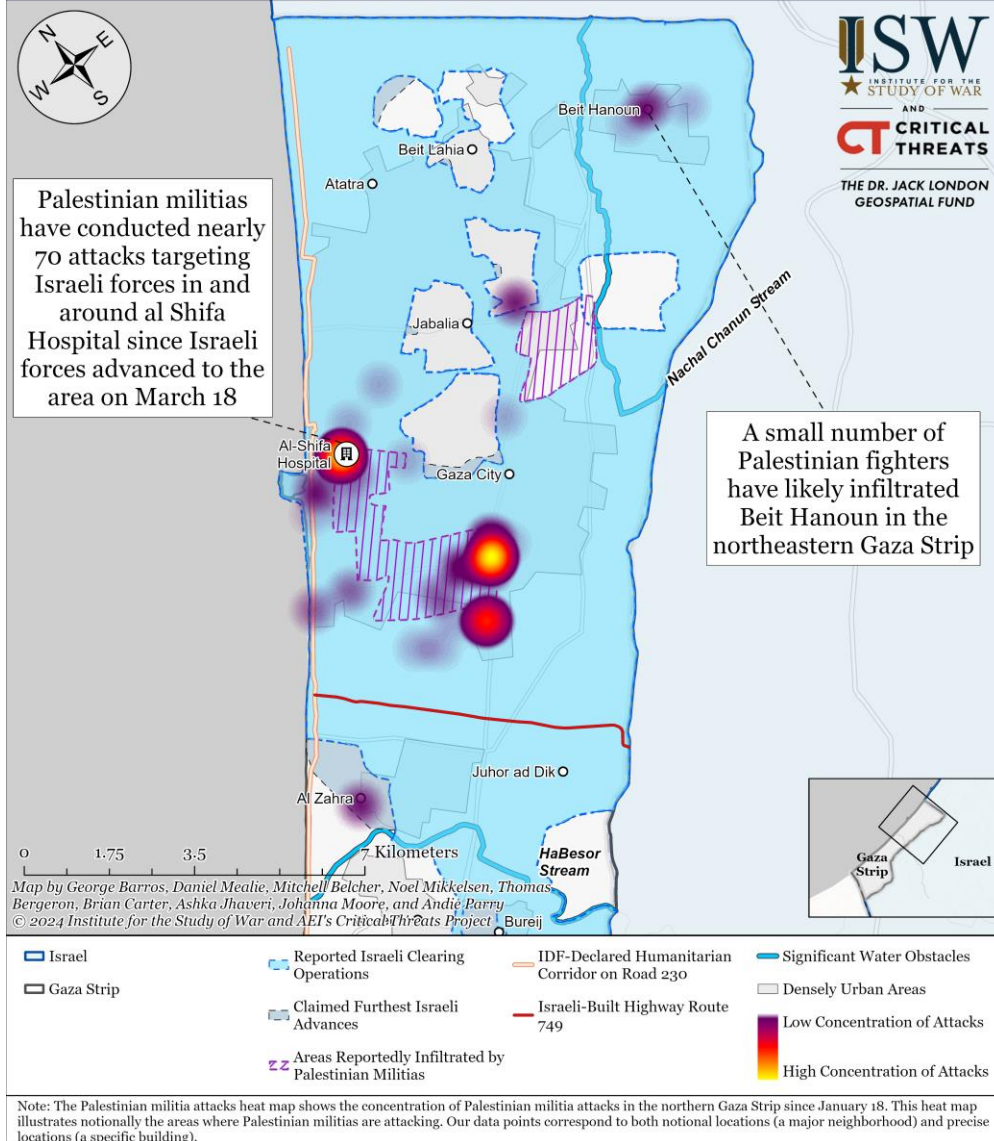 N
E
W
S
ISW
INSTITUTE FOR THE
STUDY OF WAR
AND
CT CRITICAL
THREATS
THE DR. JACK LONDON
GEOSPATIAL FUND
Beit Hanoun
Beit Lahia
Atatra
Palestinian militias
have conducted nearly
70 attacks targeting
Israeli forces in and
around al Shifa
Hospital since Israeli
forces advanced to the
area on March 18
Nachal Chanun Stream
Jabalia
A small number of
Palestinian fighters
have likely infiltrated
Beit Hanoun in the
northeastern Gaza Strip
Al-Shifa
Hospital
Gaza City
Juhor ad Dik
Al Zahra
HaBesor
Stream
Bureij
Gaza
Strip
Israel
0 1.75 3.5 7 Kilometers
Map by George Barros, Daniel Mealie, Mitchell Belcher, Noel Mikkelsen, Thomas
Bergeron, Brian Carter, Ashka Jhaveri, Johanna Moore, and Andie Parry
© 2024 Institute for the Study of War and AEI's Critical Threats Project
Israel
Gaza Strip
Reported Israeli Clearing
Operations
Claimed Furthest Israeli
Advances
Areas Reportedly Infiltrated by
Palestinian Militias
IDF-Declared Humanitarian
Corridor on Road 230
Israeli-Built Highway Route
749
Significant Water Obstacles
Densely Urban Areas
Low Concentration of Attacks
High Concentration of Attacks
Note: The Palestinian militia attacks heat map shows the concentration of Palestinian militia attacks in the northern Gaza Strip since January 18. This heat map
illustrates notionally the areas where Palestinian militias are attacking. Our data points correspond to both notional locations (a major neighborhood) and precise
locations (a specific building).